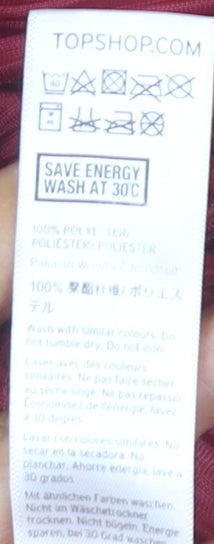 TOPSHOP.COM
40
SAVE ENERGY
WASH AT 30°C
100% POLYESTER/
POLIÉSTER/ POLIESTER
Pakaian Wanita /
100% 聚酯纤维/ ポリエス
テル
Wash with similar colours. Do
not tumble dry. Do not iron.
Laver avec des couleurs
similaires. Ne pas faire sécher
au sèche-linge. Ne pas repasser.
Économisez de l'énergie, lavez
à 30 degrés.
Lavar con colores similares. No
secar en la secadora. No
planchar. Ahorre energía, lave a
30 grados.
Mit ähnlichen Farben waschen.
Nicht im Wäschetrockner
trocknen. Nicht bügeln. Energie
sparen, bei 30 Grad waschen